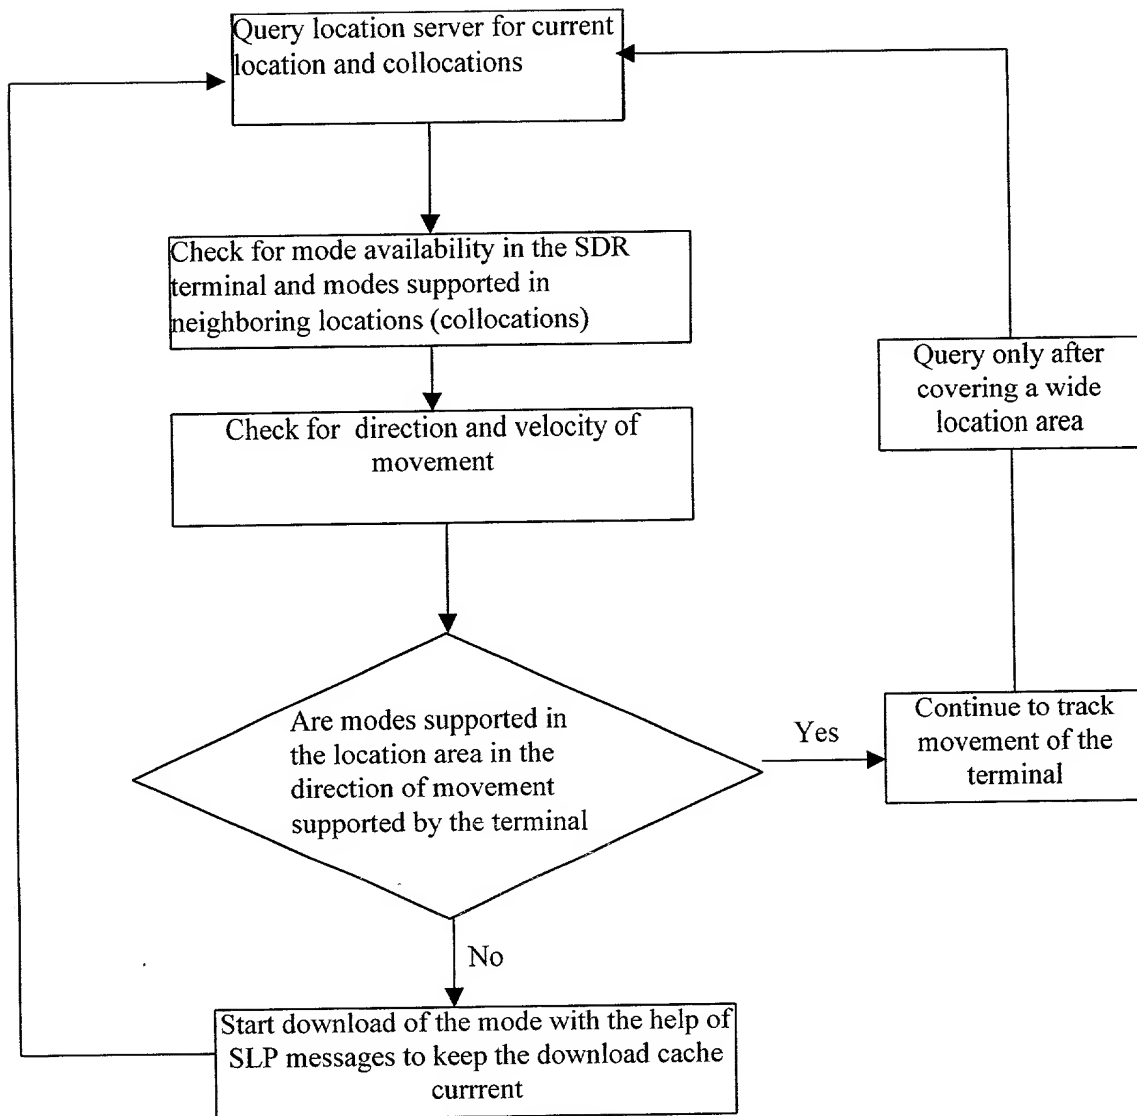 Query location server for current
location and collocations
Check for mode availability in the SDR
terminal and modes supported in
neighboring locations (collocations)
Check for direction and velocity of
movement
Query only after
covering a wide
location area
Are modes supported in
the location area in the
direction of movement
supported by the terminal
Yes
Continue to track
movement of the
terminal
No
Start download of the mode with the help of
SLP messages to keep the download cache
currrent